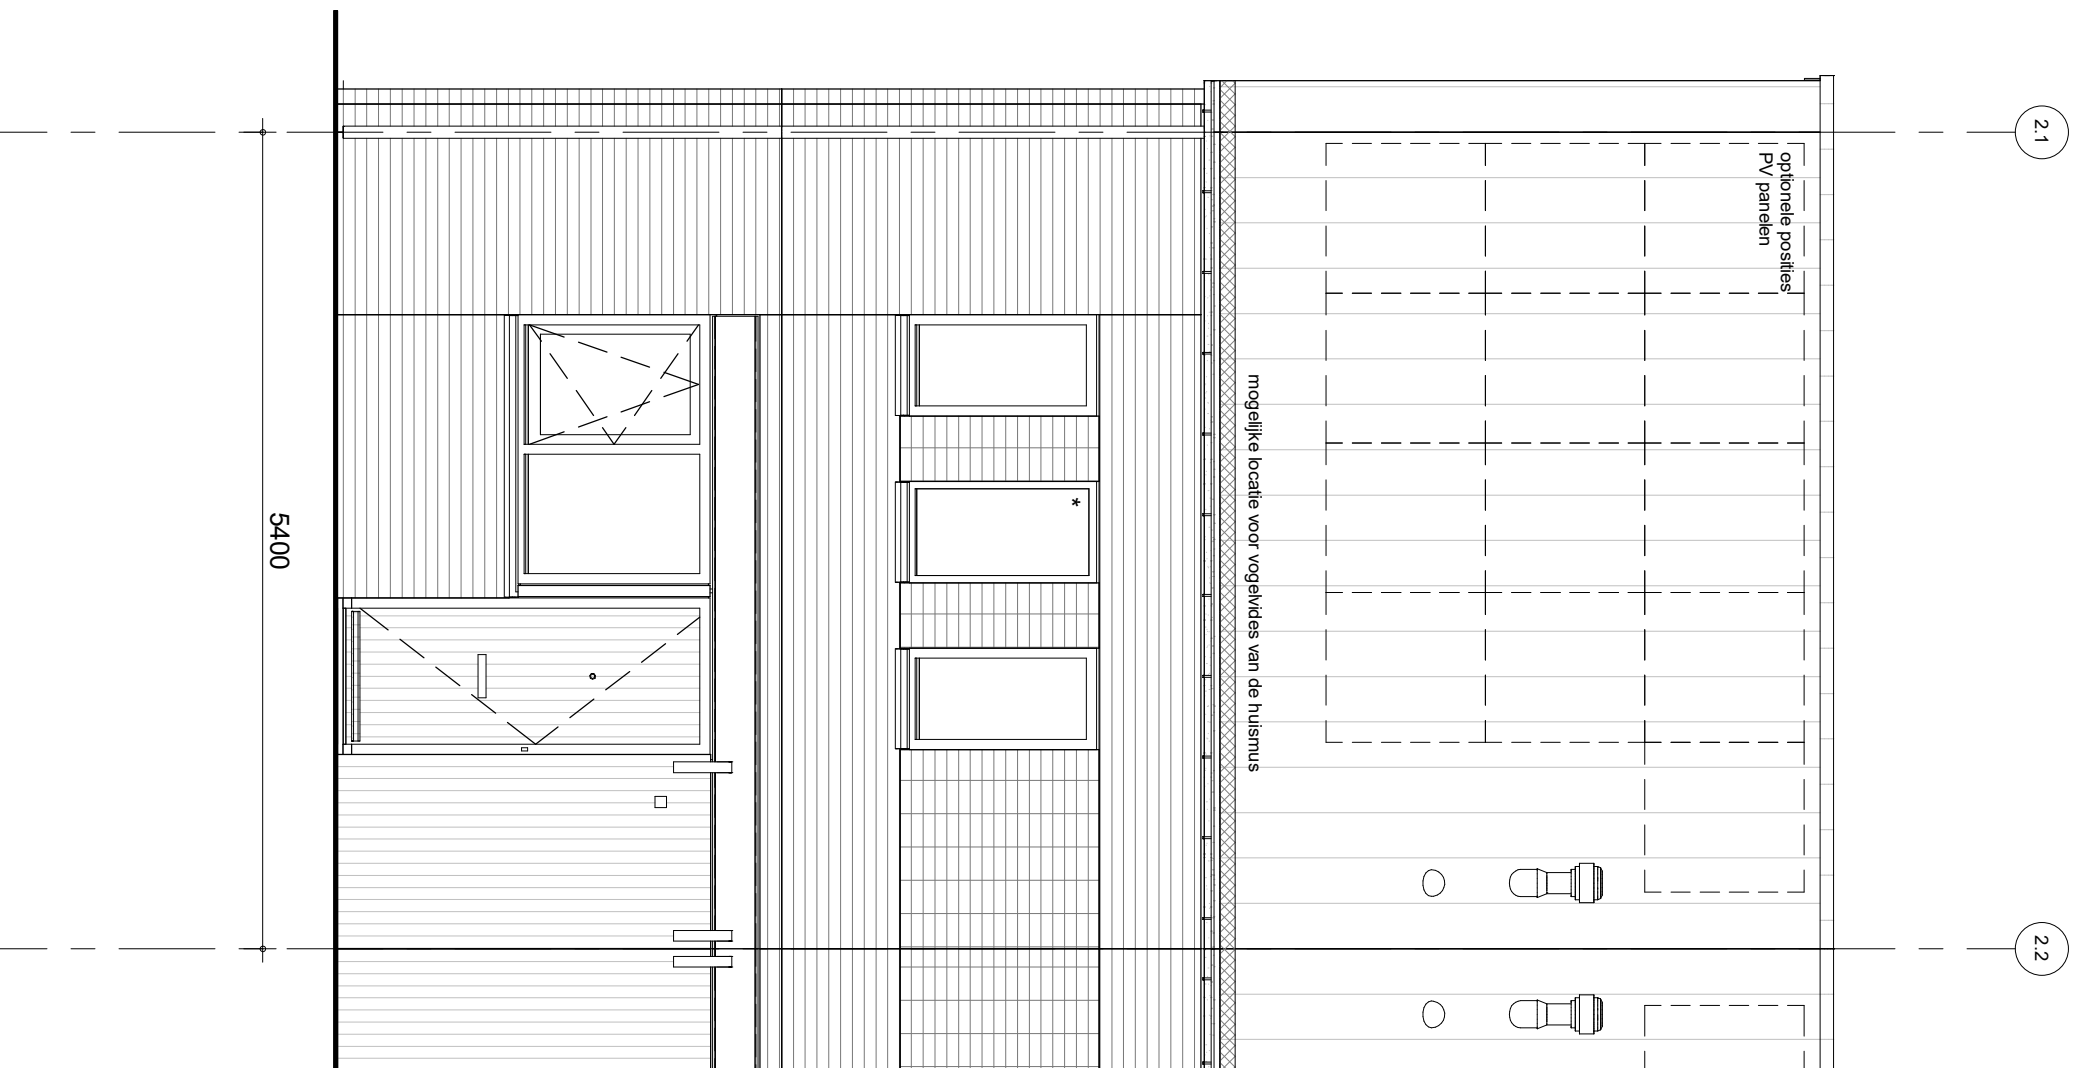 2.1
optionele posities
PV panelen
mogelijke locatie voor vogelvides van de huismus
*
5400
2.2